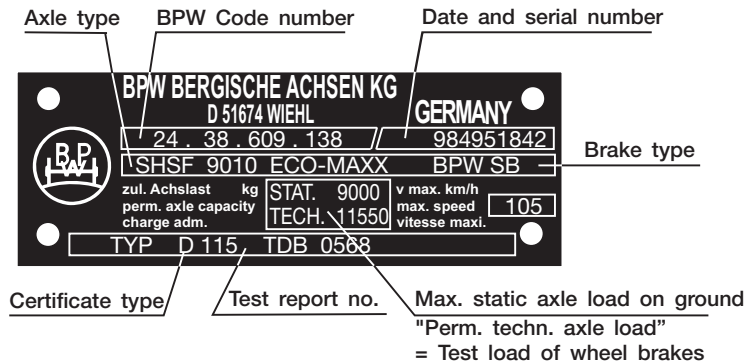 Axle type
BPW Code number
Date and serial number
BPW BERGISCHE ACHSEN KG
D 51674 WIEHL
GERMANY
24 . 38 . 609 . 138
984951842
SHSF 9010 ECO-MAXX BPW SB
Brake type
BPW
zul. Achslast kg
perm. axle capacity
charge adm.
STAT. 9000
TECH. 11550
v max. km/h
max. speed
vitesse maxi.
105
TYP D 115 TDB 0568
Certificate type
Test report no.
Max. static axle load on ground
"Perm. techn. axle load”
= Test load of wheel brakes